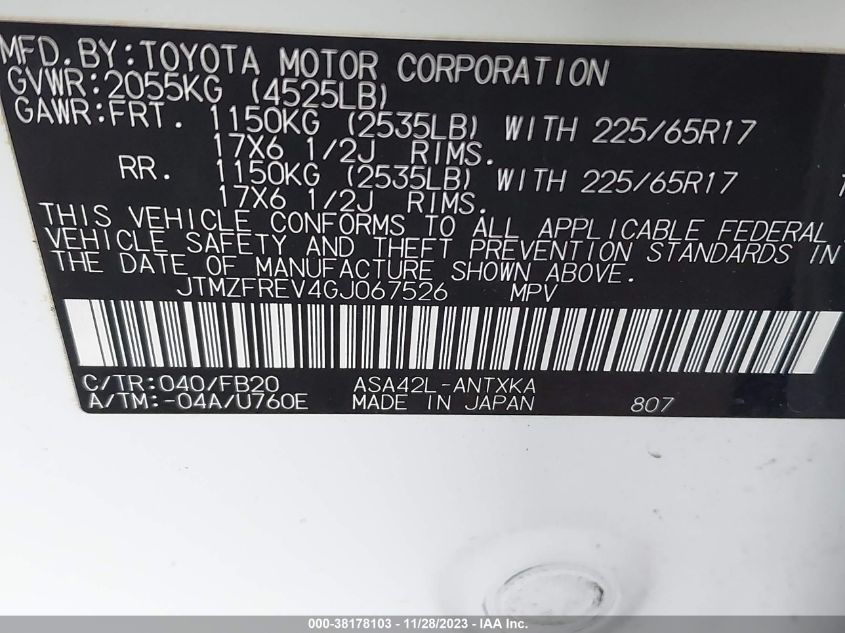 MFD. BY: TOYOTA MOTOR CORPORATION
GVWR: 2055KG (4525LB)
GAWR: FRT. 1150KG (2535LB) WITH 225/65R17
17X6 1/2J RIMS.
RR. 1150KG (2535LB) WITH 225/65R17
17X6 1/2J RIMS.
THIS VEHICLE CONFORMS TO ALL APPLICABLE FEDERAL
VEHICLE SAFETY AND THEFT PREVENTION STANDARDS IN
THE DATE OF MANUFACTURE SHOWN ABOVE.
JTMZFREV4GJ067526 MPV
C/TR: 040/FB20 ASA42L-ANTXKA
A/TM: -04A/U760E MADE IN JAPAN 807
000-38178103 - 11/28/2023 - IAA Inc.